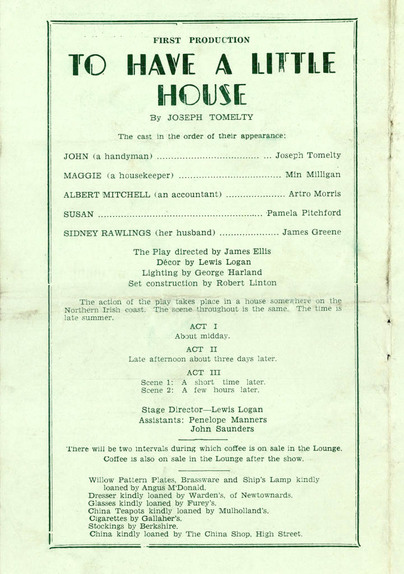 FIRST PRODUCTION
TO HAVE A LITTLE
HOUSE
By JOSEPH TOMELTY
The cast in the order of their appearance:
JOHN (a handyman) ................................ ... Joseph Tomelty
MAGGIE (a housekeeper) ................................ Min Milligan
ALBERT MITCHELL (an accountant) .................. Artro Morris
SUSAN .................................................. Pamela Pitchford
SIDNEY RAWLINGS (her husband) .................. James Greene
The Play directed by James Ellis
Décor by Lewis Logan
Lighting by George Harland
Set construction by Robert Linton
The action of the play takes place in a house somewhere on the
Northern Irish coast. The scene throughout is the same. The time is
late summer.
ACT I
About midday.
ACT II
Late afternoon about three days later.
ACT III
Scene 1: A short time later.
Scene 2: A few hours later.
Stage Director—Lewis Logan
Assistants: Penelope Manners
John Saunders
There will be two intervals during which coffee is on sale in the Lounge.
Coffee is also on sale in the Lounge after the show.
Willow Pattern Plates, Brassware and Ship's Lamp kindly
loaned by Angus M'Donald.
Dresser kindly loaned by Warden's, of Newtownards.
Glasses kindly loaned by Furey's.
China Teapots kindly loaned by Mulholland's.
Cigarettes by Gallaher's.
Stockings by Berkshire.
China kindly loaned by The China Shop, High Street.